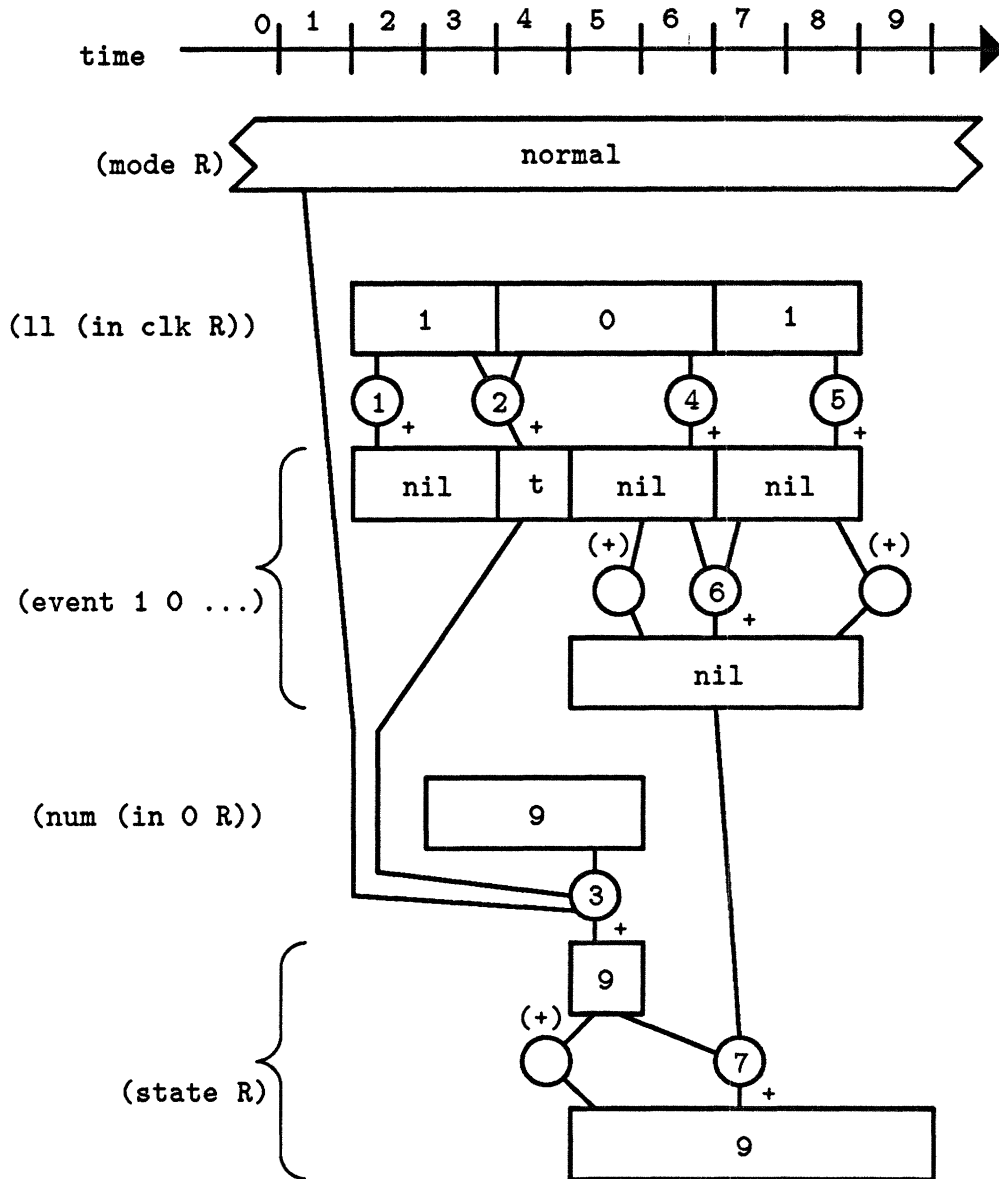 0 1 2 3 4 5 6 7 8 9
time
normal
(mode R)
1 0 1
(ll (in clk R))
1 2 4 5
+ + + +
nil t nil nil
(+) (+)
6
(event 1 0 ...)
+
nil
9
(num (in 0 R))
3
+
9
(+)
7
(state R)
+
9